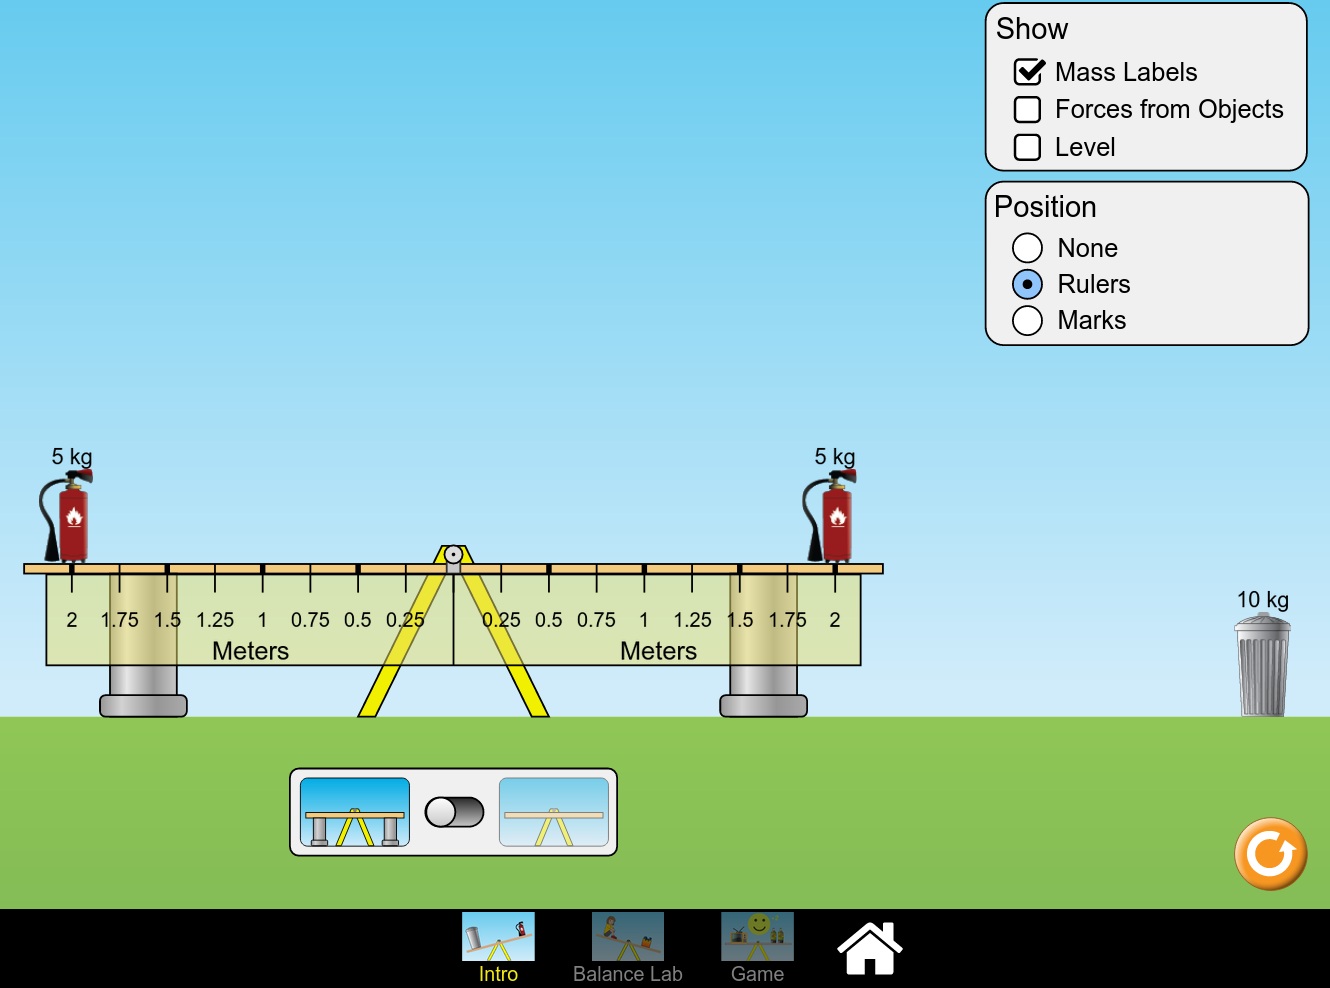 Show
Mass Labels
Forces from Objects
Level
Position
None
Rulers
Marks
5 kg
5 kg
10 kg
2 1.75 1.5 1.25 1 0.75 0.5 0.25 0.25 0.5 0.75 1 1.25 1.5 1.75 2
Meters Meters
Intro Balance Lab Game